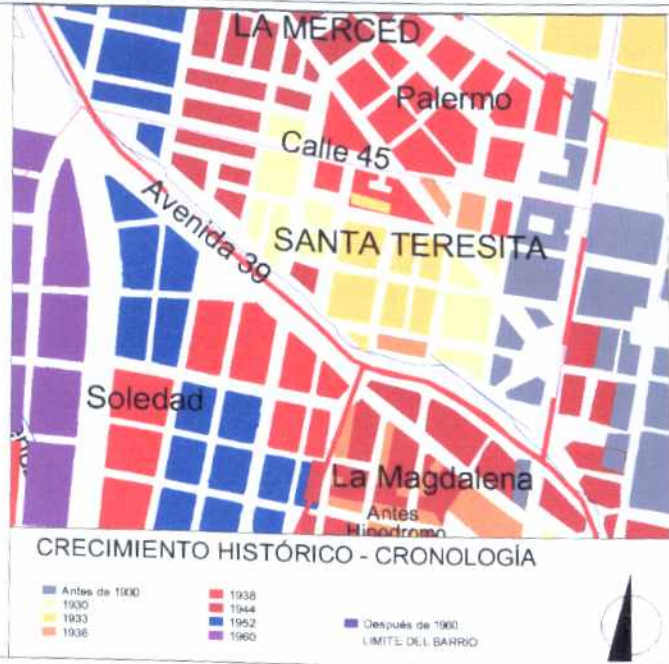 LA MERCED
Palermo
Calle 45
Avenida 39
SANTA TERESITA
Soledad
La Magdalena
Antes
Hipodromo
CRECIMIENTO HISTÓRICO - CRONOLOGÍA
Antes de 1900
1930
1933
1936
1938
1944
1952
1960
Después de 1960
LIMITE DEL BARRIO